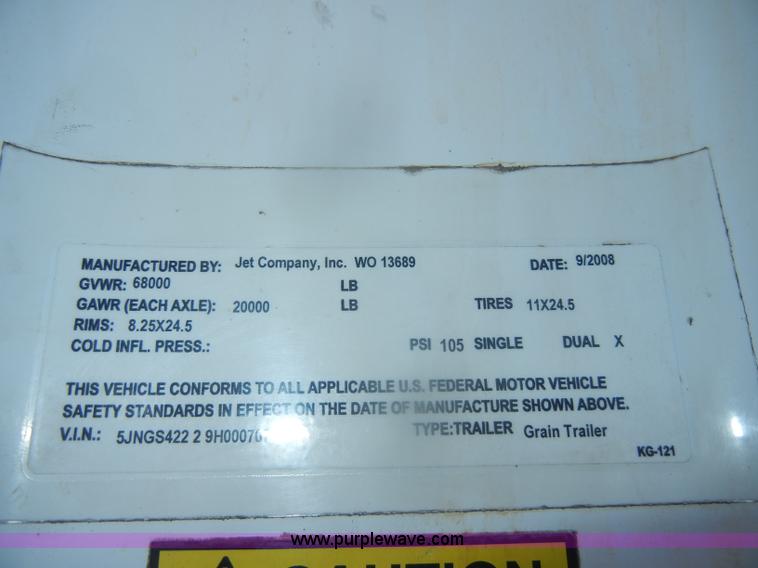 MANUFACTURED BY: Jet Company, Inc. WO 13689 DATE: 9/2008
GVWR: 68000 LB
GAWR (EACH AXLE): 20000 LB TIRES 11X24.5
RIMS: 8.25X24.5
COLD INFL. PRESS.: PSI 105 SINGLE DUAL X
THIS VEHICLE CONFORMS TO ALL APPLICABLE U.S. FEDERAL MOTOR VEHICLE
SAFETY STANDARDS IN EFFECT ON THE DATE OF MANUFACTURE SHOWN ABOVE.
V.I.N.: 5JNGS422 2 TYPE:TRAILER Grain Trailer
KG-121
www.purplewave.com
CAUTION